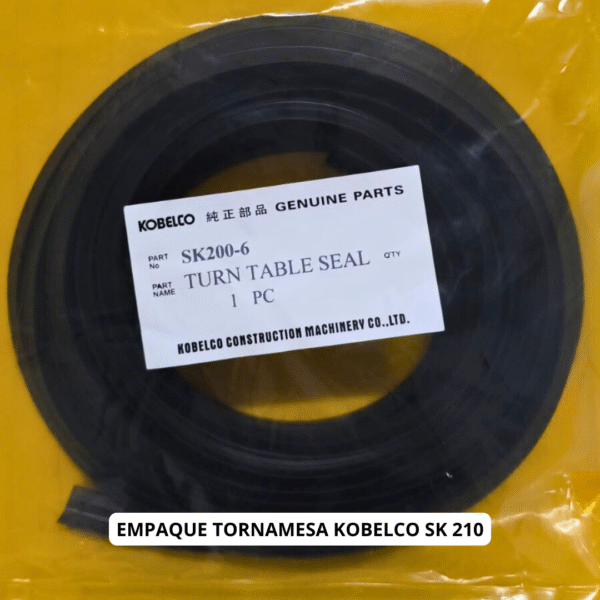 KOBELCO 純正部品 GENUINE PARTS
PART No SK200-6
PART NAME TURN TABLE SEAL QTY
1 PC
KOBELCO CONSTRUCTION MACHINERY CO.,LTD.
EMPAQUE TORNAMESA KOBELCO SK 210